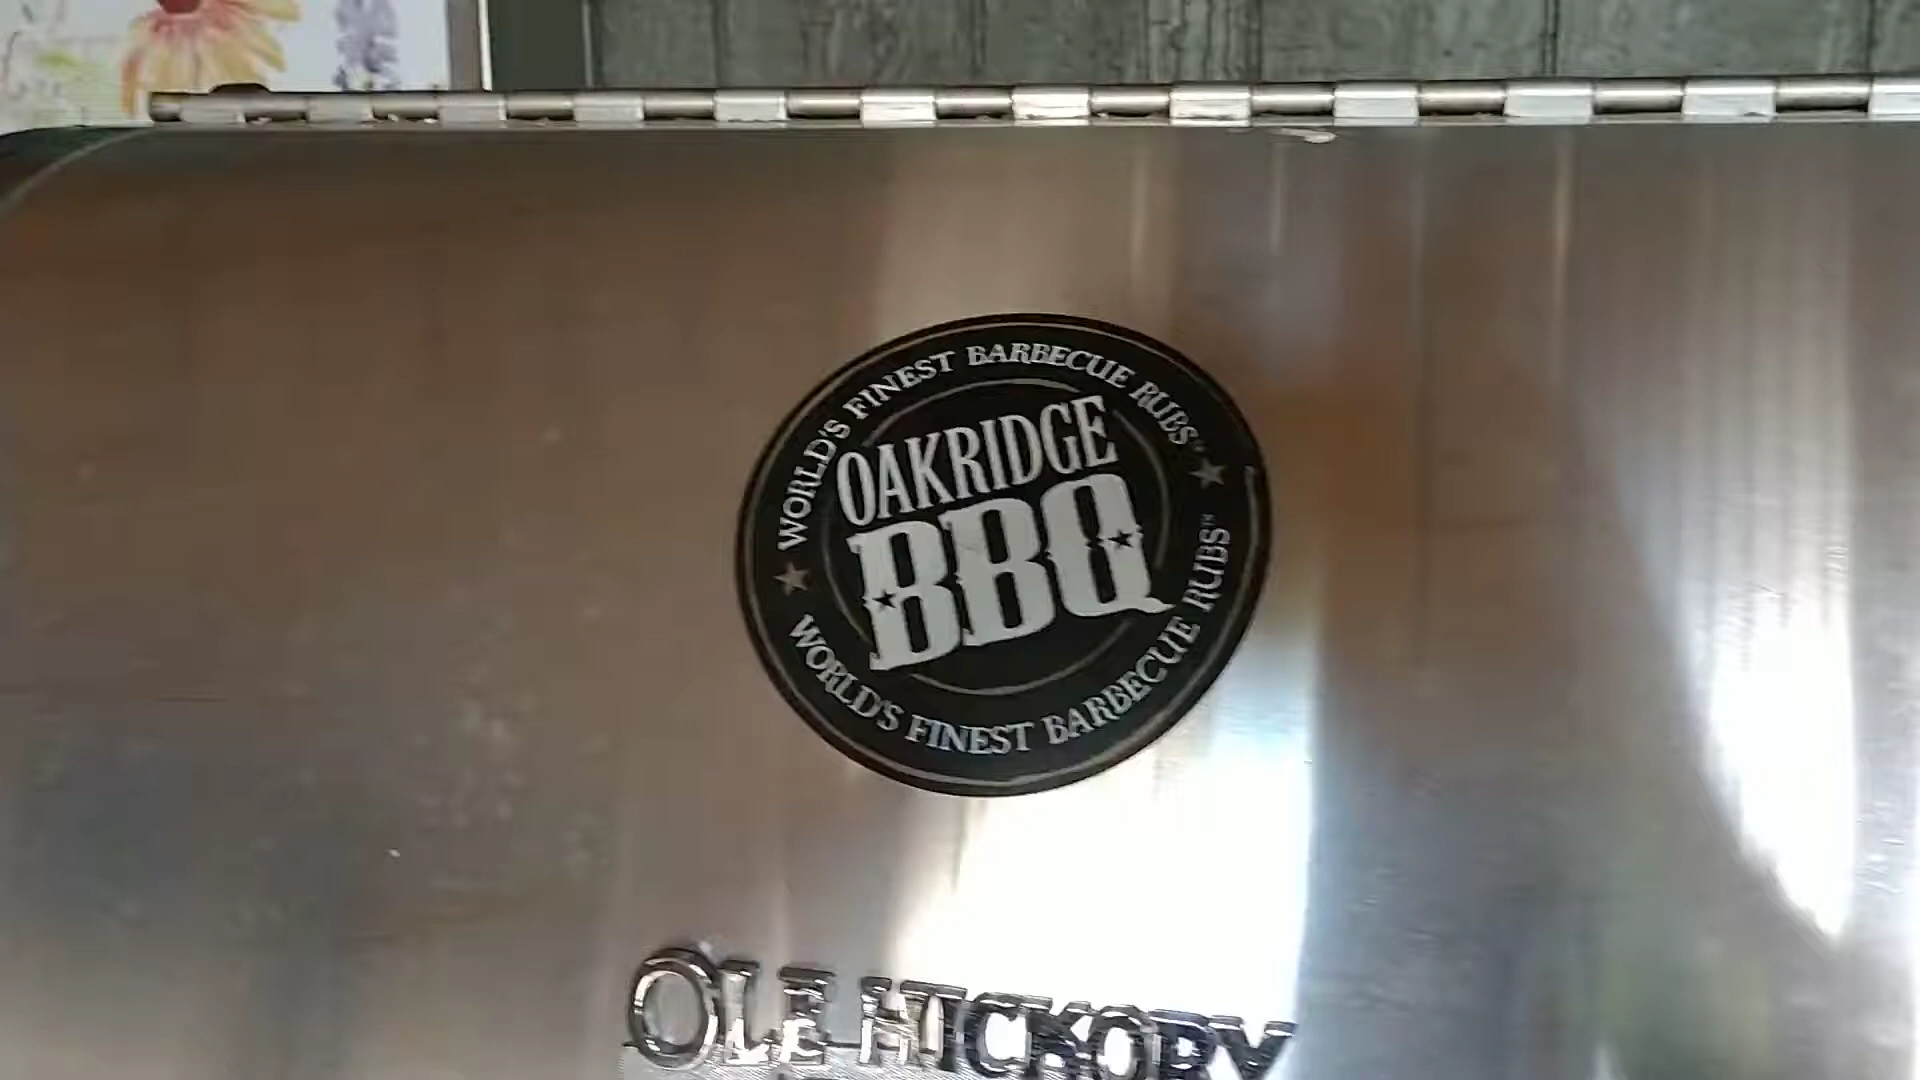 WORLD'S FINEST BARBECUE RUBS™
OAKRIDGE
BBQ
WORLD'S FINEST BARBECUE RUBS™
OLE HICKORY